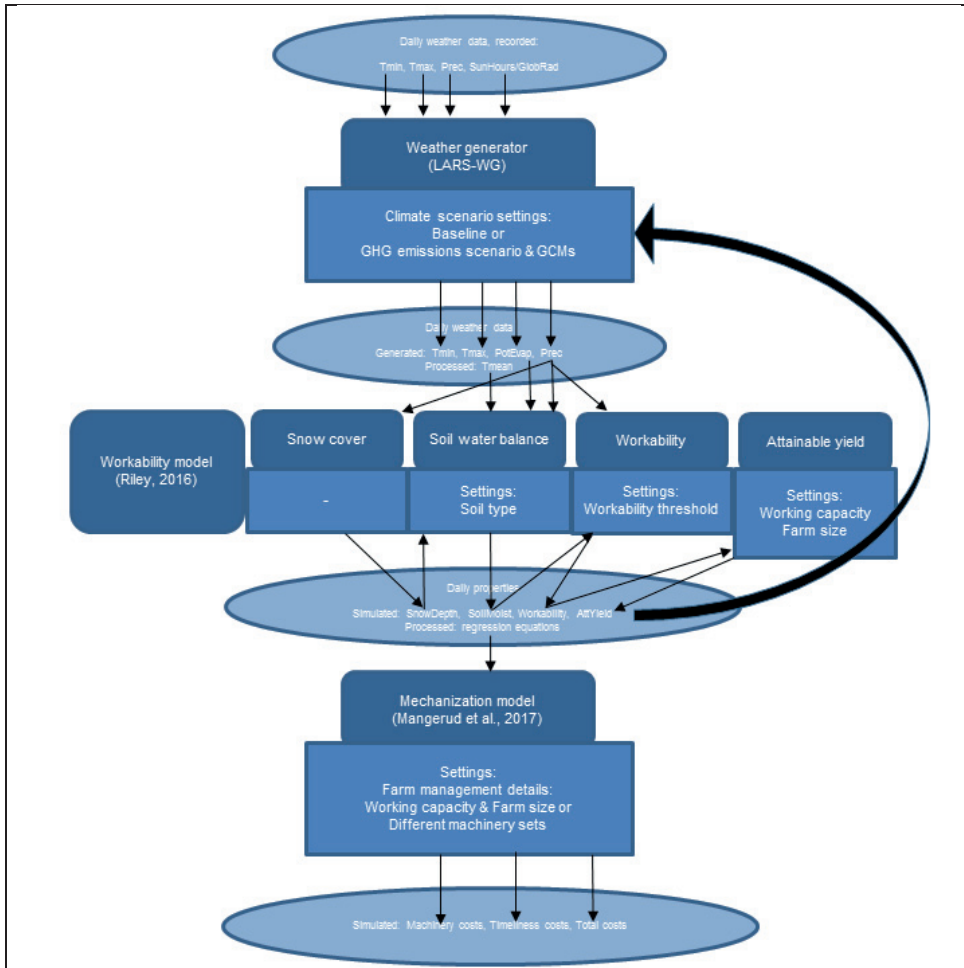 Daily weather data, recorded:
Tmin, Tmax, Prec, SunHours/GlobRad
Weather generator
(LARS-WG)
Climate scenario settings:
Baseline or
GHG emissions scenario & GCMs
Daily weather data
Generated: Tmin, Tmax, PotEvap, Prec
Processed: Tmean
Workability model
(Riley, 2016)
Snow cover
-
Soil water balance
Settings:
Soil type
Workability
Settings:
Workability threshold
Attainable yield
Settings:
Working capacity
Farm size
Daily properties
Simulated: SnowDepth, SoilMoist, Workability, AttYield
Processed: regression equations
Mechanization model
(Mangerud et al., 2017)
Settings:
Farm management details:
Working capacity & Farm size or
Different machinery sets
Simulated: Machinery costs, Timeliness costs, Total costs